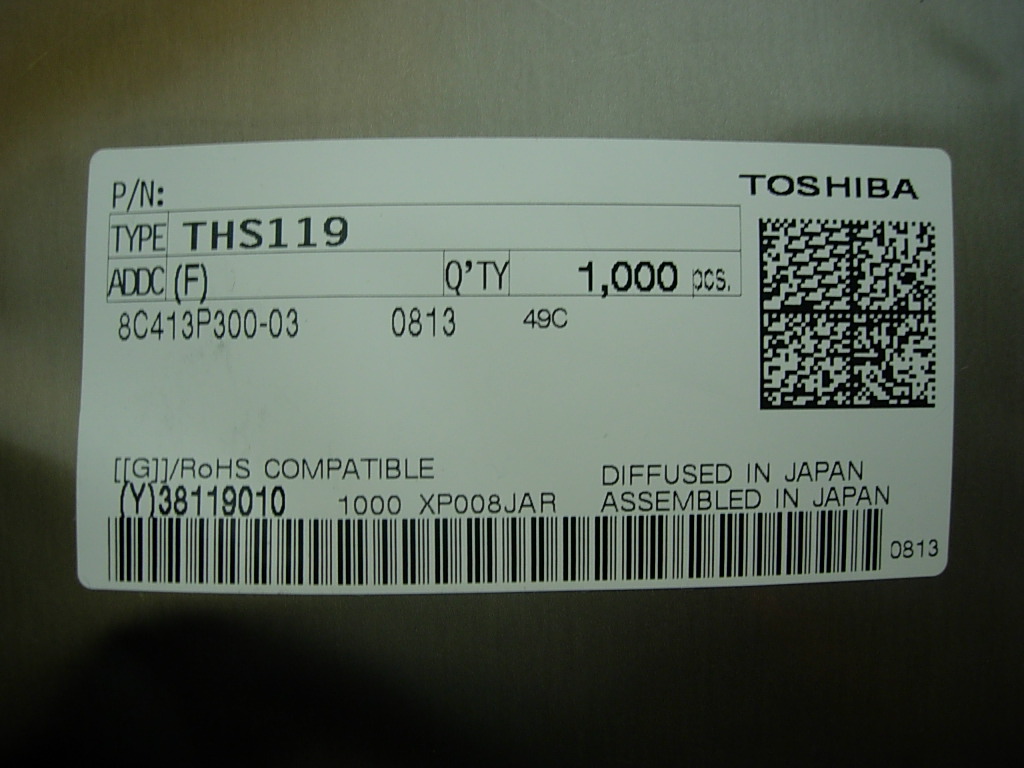 P/N:
TOSHIBA
TYPE THS119
ADDC (F) Q'TY 1,000 pcs.
8C413P300-03 0813 49C
[[G]]/RoHS COMPATIBLE DIFFUSED IN JAPAN
(Y)38119010 1000 XP008JAR ASSEMBLED IN JAPAN
0813